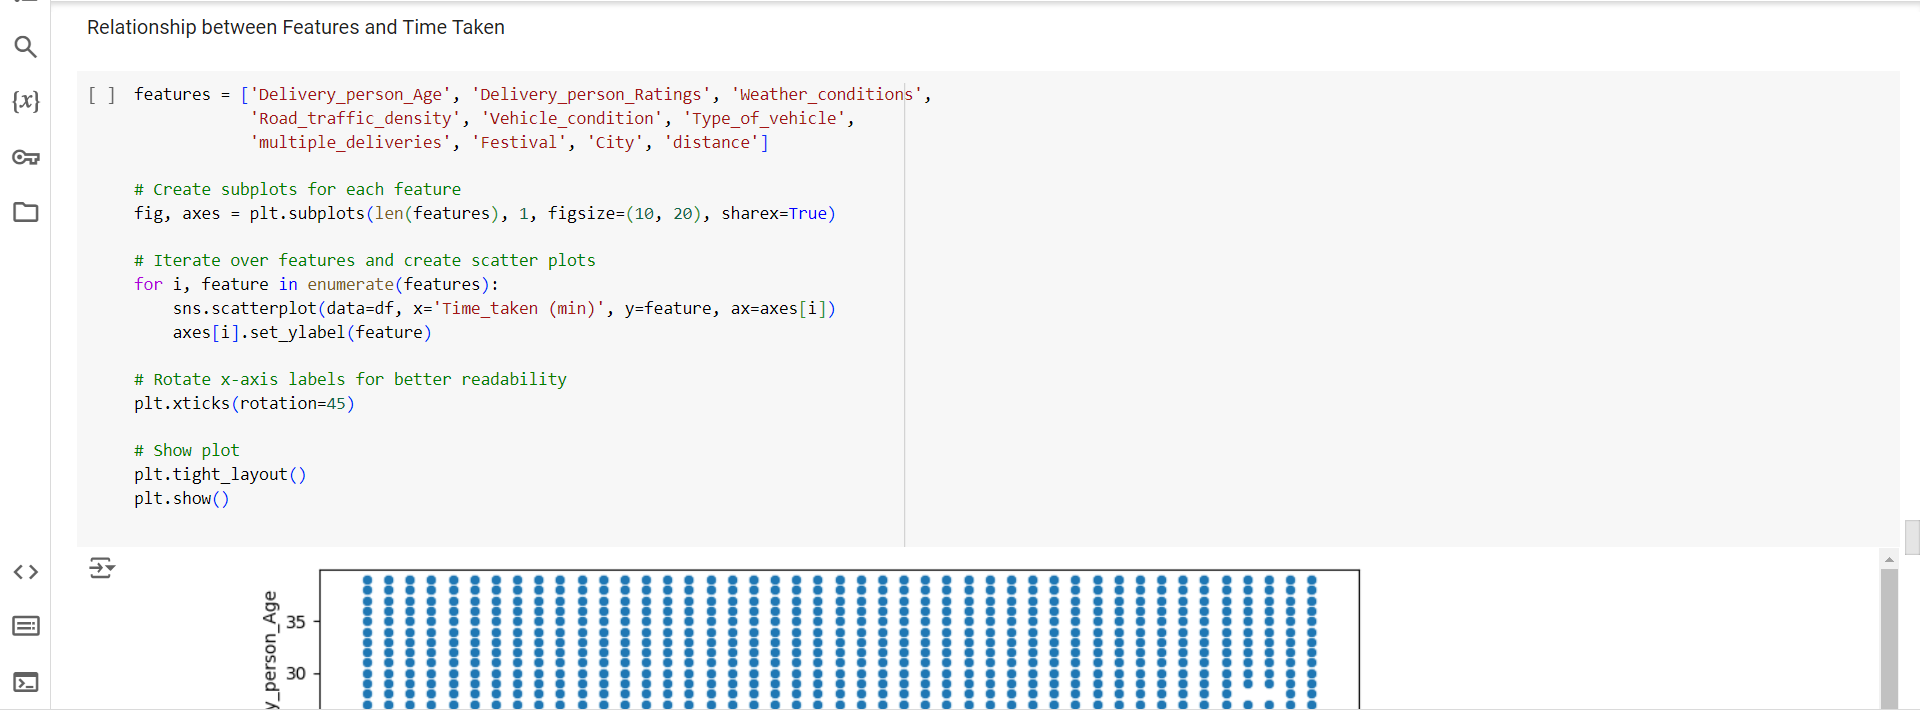 Relationship between Features and Time Taken
{x}
[ ] features = ['Delivery_person_Age', 'Delivery_person_Ratings', 'Weather_conditions',
'Road_traffic_density', 'Vehicle_condition', 'Type_of_vehicle',
'multiple_deliveries', 'Festival', 'City', 'distance']
# Create subplots for each feature
fig, axes = plt.subplots(len(features), 1, figsize=(10, 20), sharex=True)
# Iterate over features and create scatter plots
for i, feature in enumerate(features):
sns.scatterplot(data=df, x='Time_taken (min)', y=feature, ax=axes[i])
axes[i].set_ylabel(feature)
# Rotate x-axis labels for better readability
plt.xticks(rotation=45)
# Show plot
plt.tight_layout()
plt.show()
y_person_Age
35
30